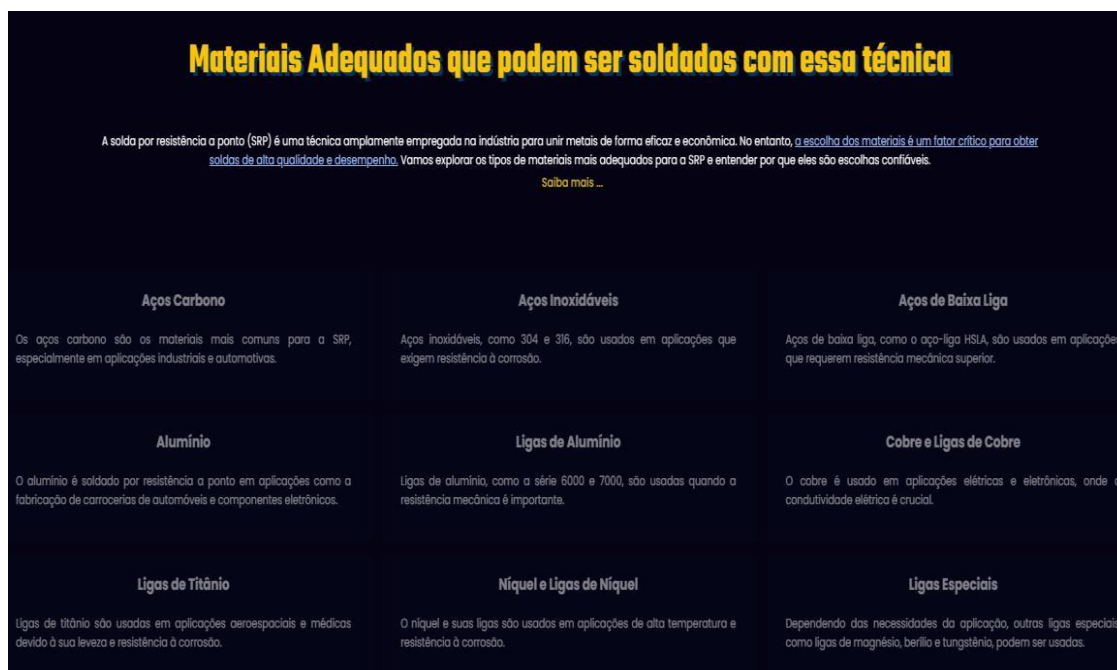 Materiais Adequados que podem ser soldados com essa técnica
A solda por resistência a ponto (SRP) é uma técnica amplamente empregada na indústria para unir metais de forma eficaz e econômica. No entanto, a escolha dos materiais é um fator crítico para obter
soldas de alta qualidade e desempenho. Vamos explorar os tipos de materiais mais adequados para a SRP e entender por que eles são escolhas confiáveis.
Saiba mais ...
Aços Carbono
Os aços carbono são os materiais mais comuns para a SRP,
especialmente em aplicações industriais e automotivas.
Aços Inoxidáveis
Aços inoxidáveis, como 304 e 316, são usados em aplicações que
exigem resistência à corrosão.
Aços de Baixa Liga
Aços de baixa liga, como o aço-liga HSLA, são usados em aplicações
que requerem resistência mecânica superior.
Alumínio
O alumínio é soldado por resistência a ponto em aplicações como a
fabricação de carrocerias de automóveis e componentes eletrônicos.
Ligas de Alumínio
Ligas de alumínio, como a série 6000 e 7000, são usadas quando a
resistência mecânica é importante.
Cobre e Ligas de Cobre
O cobre é usado em aplicações elétricas e eletrônicas, onde a
condutividade elétrica é crucial.
Ligas de Titânio
Ligas de titânio são usadas em aplicações aeroespaciais e médicas
devido à sua leveza e resistência à corrosão.
Níquel e Ligas de Níquel
O níquel e suas ligas são usados em aplicações de alta temperatura e
resistência à corrosão.
Ligas Especiais
Dependendo das necessidades da aplicação, outras ligas especiais,
como ligas de magnésio, berílio e tungstênio, podem ser usadas.